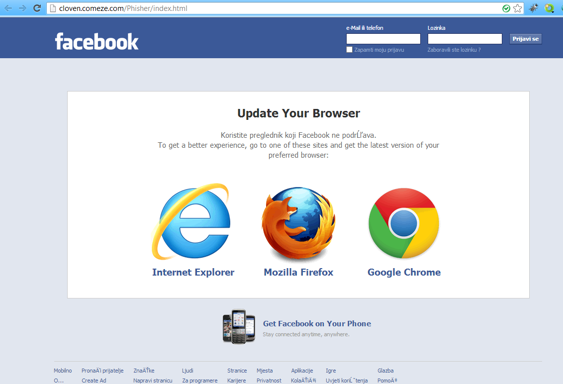 cloven.comeze.com/Phisher/index.html
facebook
e-Mail ili telefon Lozinka
Prijavi se
Zapamti moju prijavu Zaboravili ste lozinku ?
Update Your Browser
Koristite preglednik koji Facebook ne podrĹľava.
To get a better experience, go to one of these sites and get the latest version of your
preferred browser:
Internet Explorer Mozilla Firefox Google Chrome
Get Facebook on Your Phone
Stay connected anytime, anywhere.
Mobilno PronaÄ‘i prijatelje ZnaÄŤke Ljudi Stranice Mjesta Aplikacije Igre Glazba
O... Create Ad Napravi stranicu Za programere Karijere Privatnost